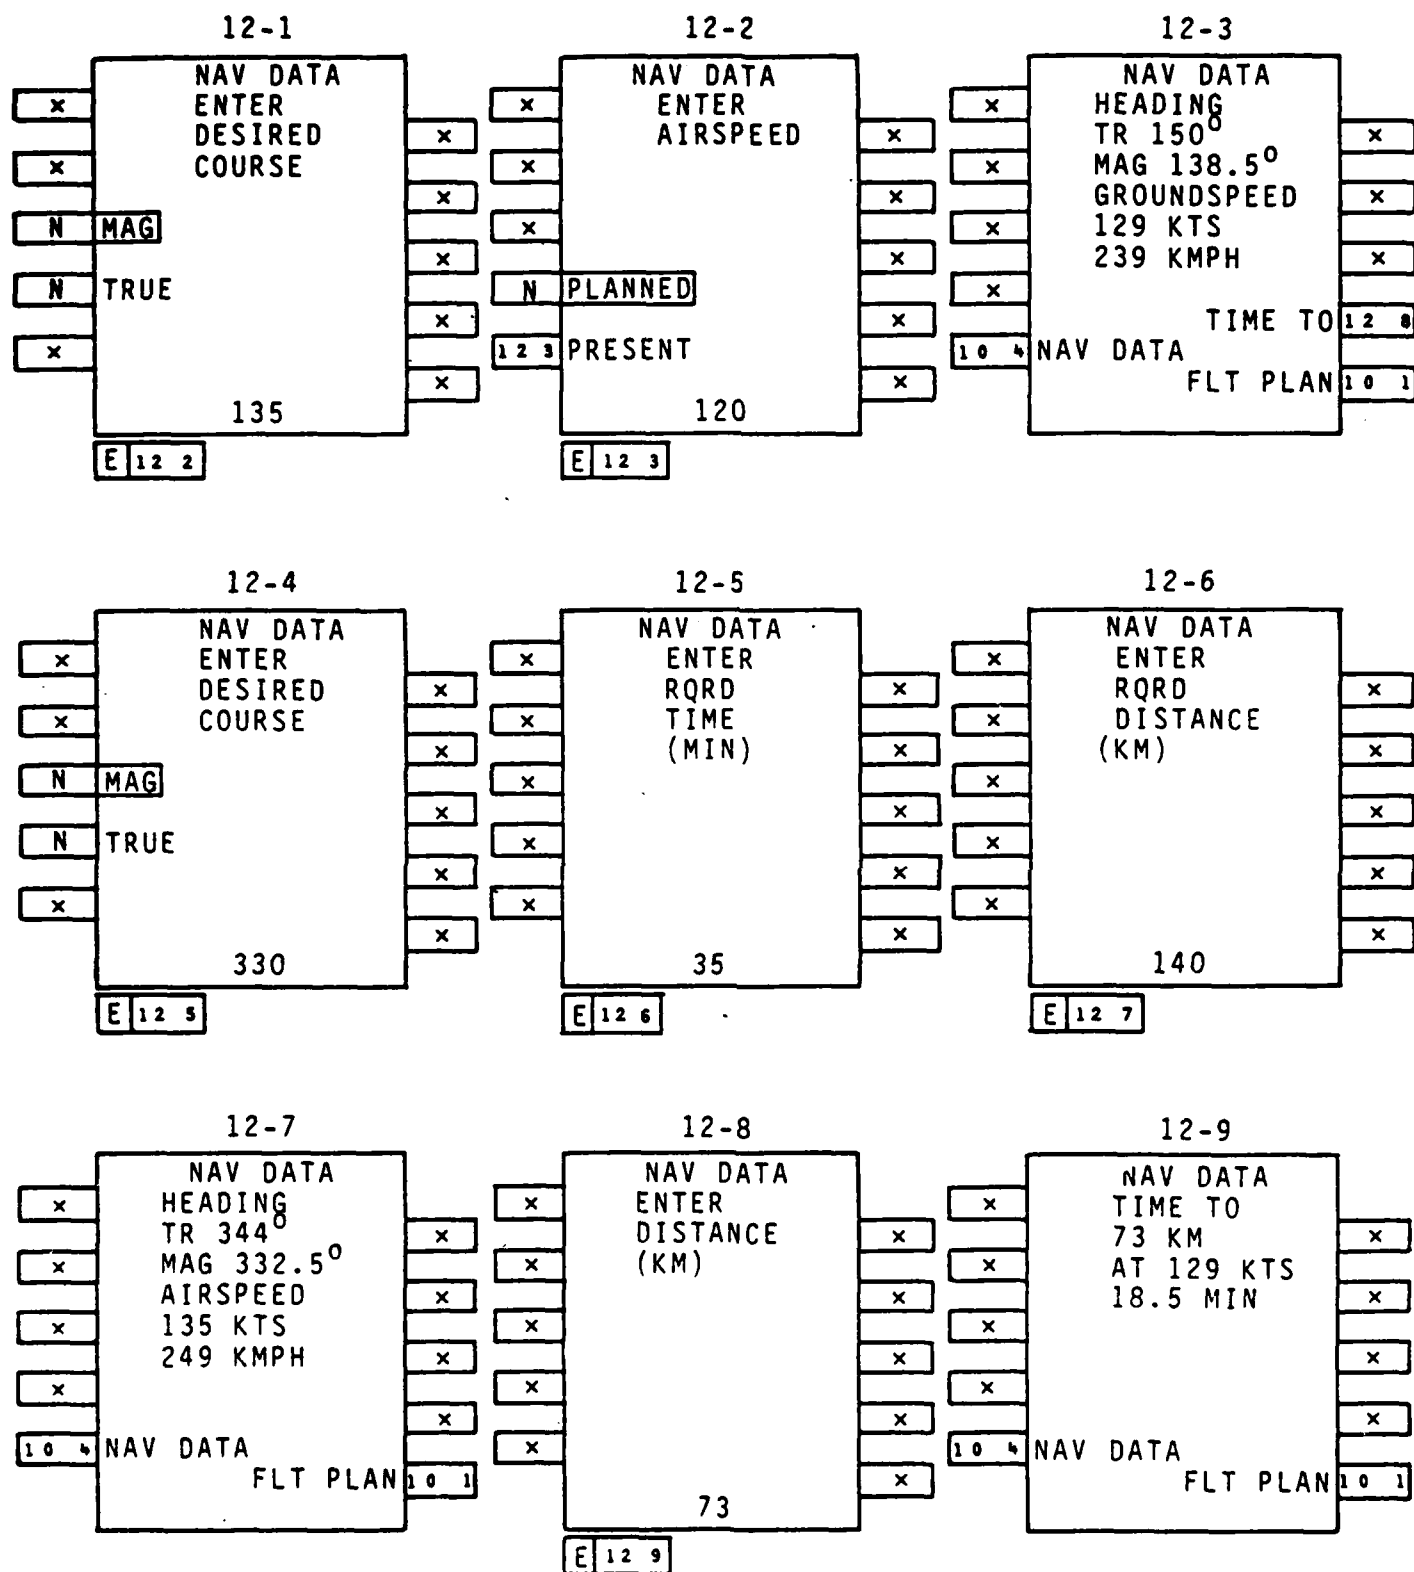 12-1
NAV DATA
× ENTER
DESIRED ×
× COURSE
×
N MAG
×
N TRUE
×
×
×
135
E 12 2
12-2
NAV DATA
× ENTER
AIRSPEED ×
×
×
×
×
N PLANNED
×
12 3 PRESENT
×
120
E 12 3
12-3
NAV DATA
× HEADING
TR 150° ×
× MAG 138.5°
GROUNDSPEED ×
× 129 KTS
239 KMPH ×
×
TIME TO 12 8
10 4 NAV DATA
FLT PLAN 10 1
12-4
NAV DATA
× ENTER
DESIRED ×
× COURSE
×
N MAG
×
N TRUE
×
×
×
330
E 12 5
12-5
NAV DATA
× ENTER
RQRD ×
× TIME
(MIN) ×
×
×
×
×
×
×
35
E 12 6
12-6
NAV DATA
× ENTER
RQRD ×
× DISTANCE
(KM) ×
×
×
×
×
×
×
140
E 12 7
12-7
NAV DATA
× HEADING
TR 344° ×
× MAG 332.5°
AIRSPEED ×
× 135 KTS
249 KMPH ×
×
×
10 4 NAV DATA
FLT PLAN 10 1
12-8
NAV DATA
× ENTER
DISTANCE ×
× (KM)
×
×
×
×
×
×
×
73
E 12 9
12-9
NAV DATA
× TIME TO
73 KM ×
× AT 129 KTS
18.5 MIN ×
×
×
×
×
10 4 NAV DATA
FLT PLAN 10 1